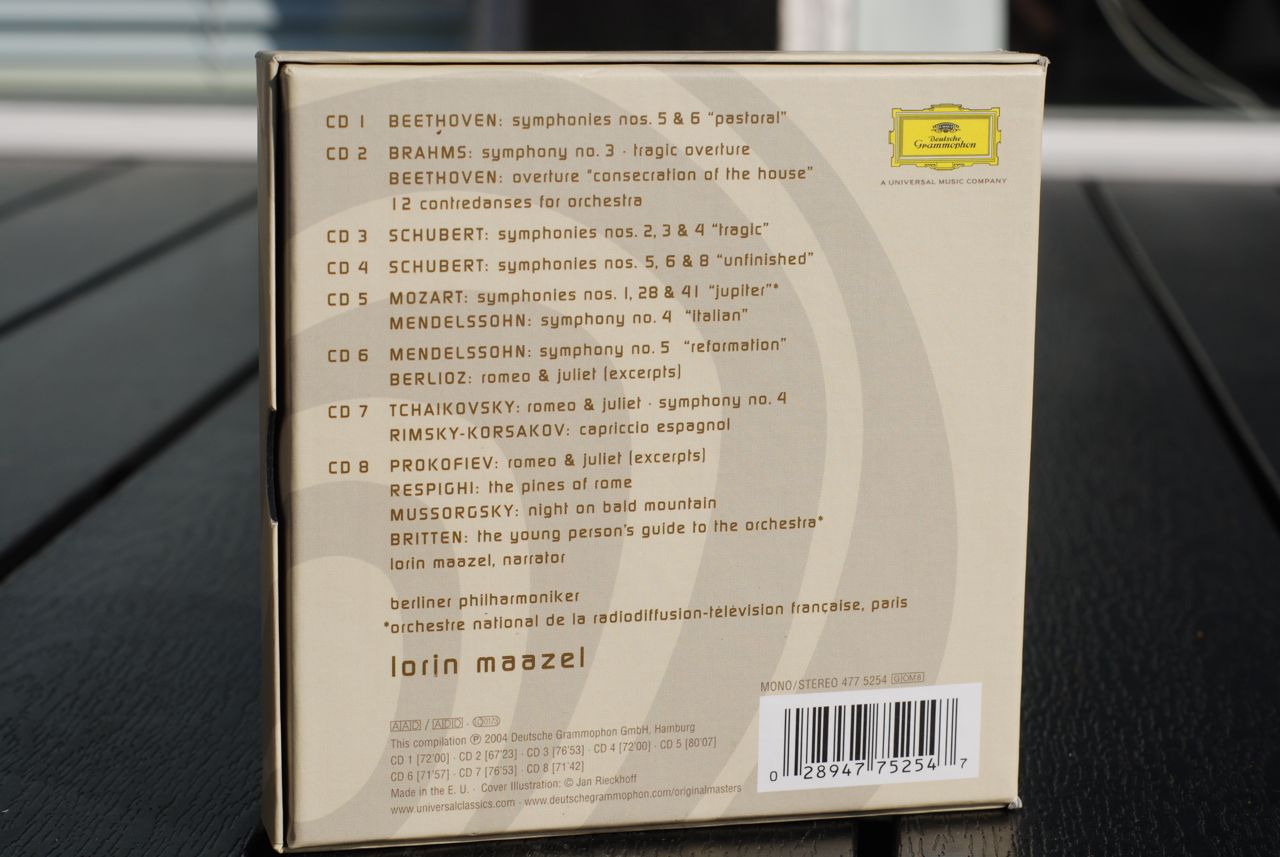 CD 1 BEETHOVEN: symphonies nos. 5 & 6 "pastoral"
CD 2 BRAHMS: symphony no. 3 · tragic overture
BEETHOVEN: overture "consecration of the house"
12 contredanses for orchestra
CD 3 SCHUBERT: symphonies nos. 2, 3 & 4 "tragic"
CD 4 SCHUBERT: symphonies nos. 5, 6 & 8 "unfinished"
CD 5 MOZART: symphonies nos. 1, 28 & 41 "jupiter"*
MENDELSSOHN: symphony no. 4 "italian"
CD 6 MENDELSSOHN: symphony no. 5 "reformation"
BERLIOZ: romeo & juliet (excerpts)
CD 7 TCHAIKOVSKY: romeo & juliet · symphony no. 4
RIMSKY-KORSAKOV: capriccio espagnol
CD 8 PROKOFIEV: romeo & juliet (excerpts)
RESPIGHI: the pines of rome
MUSSORGSKY: night on bald mountain
BRITTEN: the young person's guide to the orchestra*
lorin maazel, narrator
berliner philharmoniker
*orchestre national de la radiodiffusion-télévision française, paris
lorin maazel
Deutsche
Grammophon
A UNIVERSAL MUSIC COMPANY
MONO/STEREO 477 5254 GOM8
0 28947 75254 7
AAD / ADD · LC0173
This compilation ℗ 2004 Deutsche Grammophon GmbH, Hamburg
CD 1 [72'00] · CD 2 [67'23] · CD 3 [76'53] · CD 4 [72'00] · CD 5 [80'07]
CD 6 [71'57] · CD 7 [76'53] · CD 8 [71'42]
Made in the E. U. · Cover Illustration: © Jan Rieckhoff
www.universalclassics.com · www.deutschegrammophon.com/originalmasters